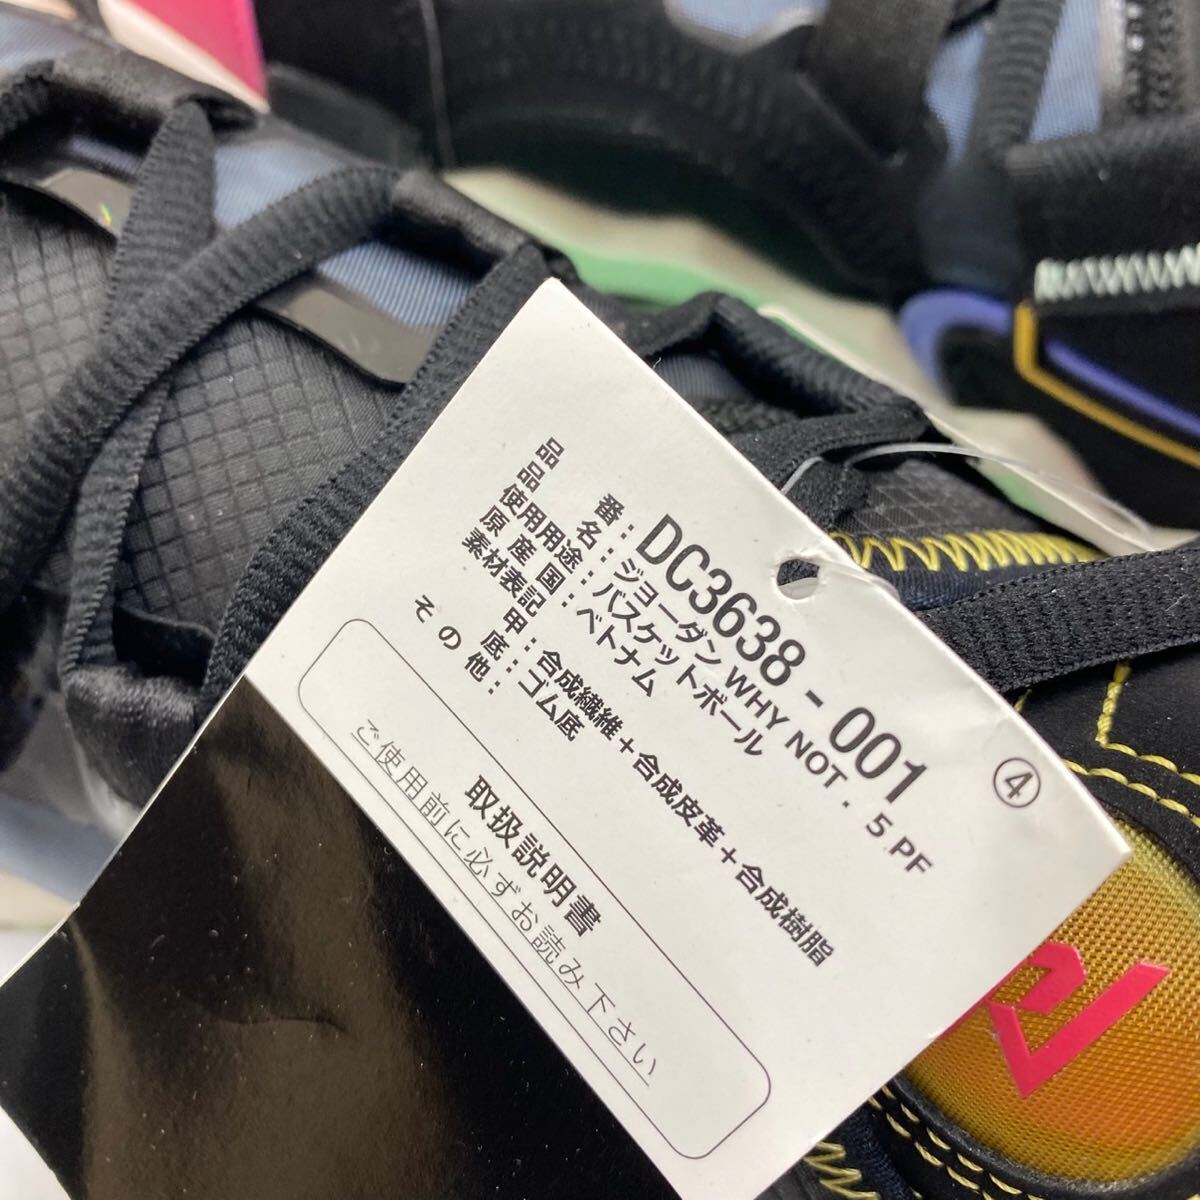 ④
品番：DC3638-001
品名：ジョーダン WHY NOT . 5 PF
使用用途：バスケットボール
原産国：ベトナム
素材表記 甲：合成繊維＋合成皮革＋合成樹脂
底：ゴム底
その他：
取扱説明書
ご使用前に必ずお読み下さい